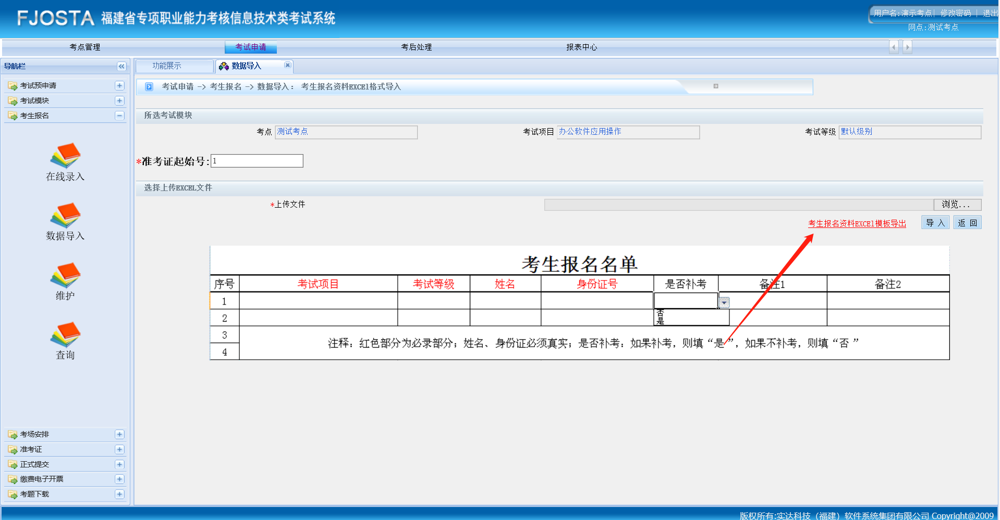 FJOSTA 福建省专项职业能力考核信息技术类考试系统
用户名:演示考点| 修改密码 | 退出
网点:测试考点
考点管理 考试申请 考后处理 报表中心
导航栏
功能展示 数据导入
考试预申请
考试模块
考生报名
在线录入
数据导入
维护
查询
考场安排
准考证
正式提交
缴费电子开票
考题下载
考试申请 -> 考生报名 -> 数据导入: 考生报名资料EXCEl格式导入
所选考试模块
考点 测试考点 考试项目 办公软件应用操作 考试等级 默认级别
*准考证起始号: 1
选择上传EXCEL文件
*上传文件 浏览...
考生报名资料EXCEl模板导出 导 入 返 回
考生报名名单
序号 考试项目 考试等级 姓名 身份证号 是否补考 备注1 备注2
1
2 否
是
3
注释：红色部分为必录部分；姓名、身份证必须真实；是否补考：如果补考，则填“是 ”，如果不补考，则填“否 ”
4
版权所有:实达科技（福建）软件系统集团有限公司 Copyright@2009